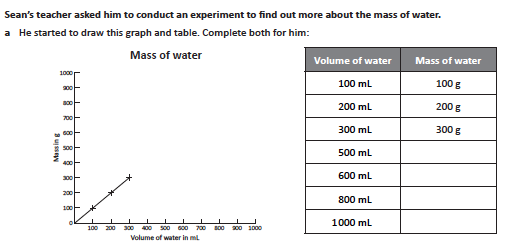 Sean's teacher asked him to conduct an experiment to find out more about the mass of water.
a He started to draw this graph and table. Complete both for him:
Mass of water
1000
900
800
700
600
500
400
300
200
100
0
Mass in g
100 200 300 400 500 600 700 800 900 1000
Volume of water in mL
Volume of water Mass of water
100 mL 100 g
200 mL 200 g
300 mL 300 g
500 mL
600 mL
800 mL
1000 mL